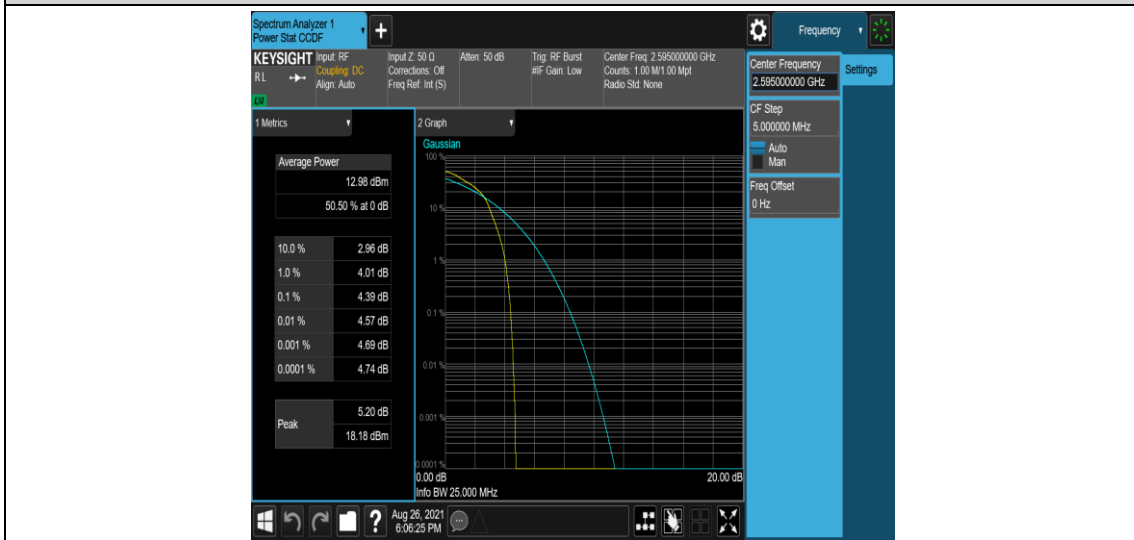 Spectrum Analyzer 1
Power Stat CCDF
+
Frequency
KEYSIGHT
RL
LXI
Input: RF
Coupling: DC
Align: Auto
Input Z: 50 Ω
Corrections: Off
Freq Ref: Int (S)
Atten: 50 dB
Trig: RF Burst
#IF Gain: Low
Center Freq: 2.595000000 GHz
Counts: 1.00 M/1.00 Mpt
Radio Std: None
Center Frequency
2.595000000 GHz
Settings
CF Step
5.000000 MHz
Auto
Man
Freq Offset
0 Hz
1 Metrics
Average Power
12.98 dBm
50.50 % at 0 dB
10.0 % 2.96 dB
1.0 % 4.01 dB
0.1 % 4.39 dB
0.01 % 4.57 dB
0.001 % 4.69 dB
0.0001 % 4.74 dB
Peak
5.20 dB
18.18 dBm
2 Graph
Gaussian
100 %
10 %
1 %
0.1 %
0.01 %
0.001 %
0.0001 %
0.00 dB 20.00 dB
Info BW 25.000 MHz
?
Aug 26, 2021
6:06:25 PM